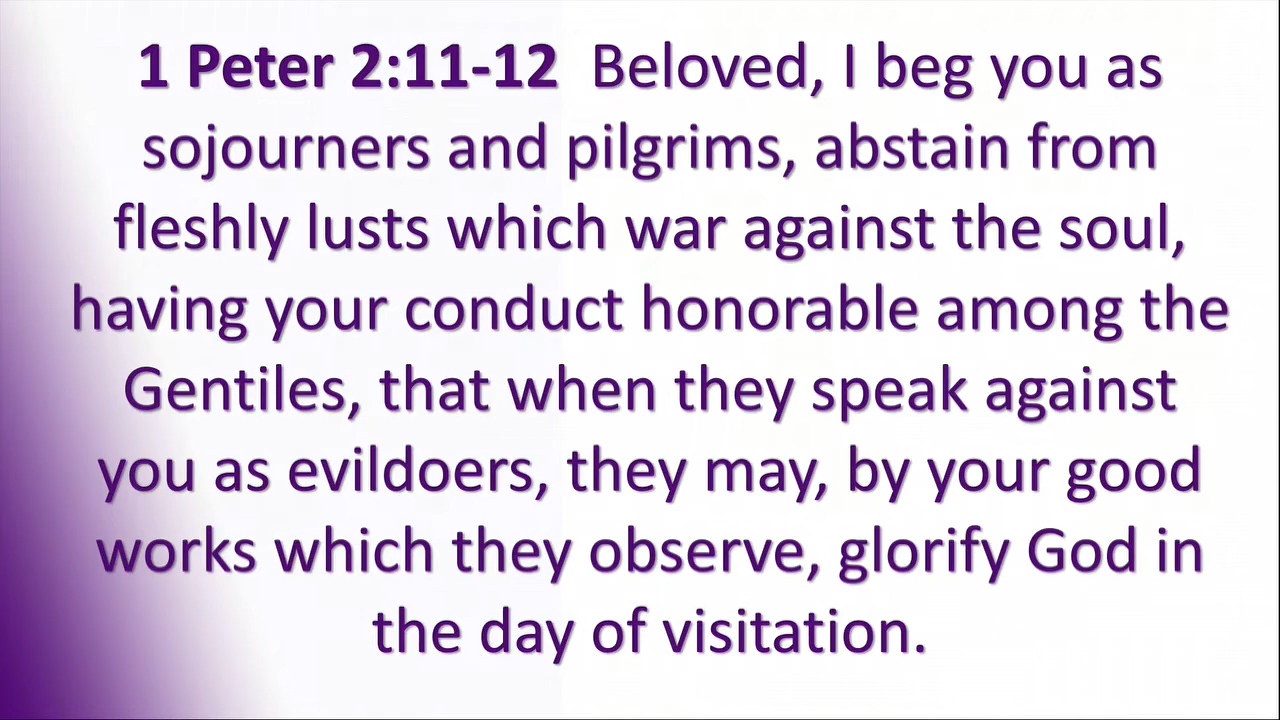 1 Peter 2:11-12 Beloved, I beg you as
sojourners and pilgrims, abstain from
fleshly lusts which war against the soul,
having your conduct honorable among the
Gentiles, that when they speak against
you as evildoers, they may, by your good
works which they observe, glorify God in
the day of visitation.